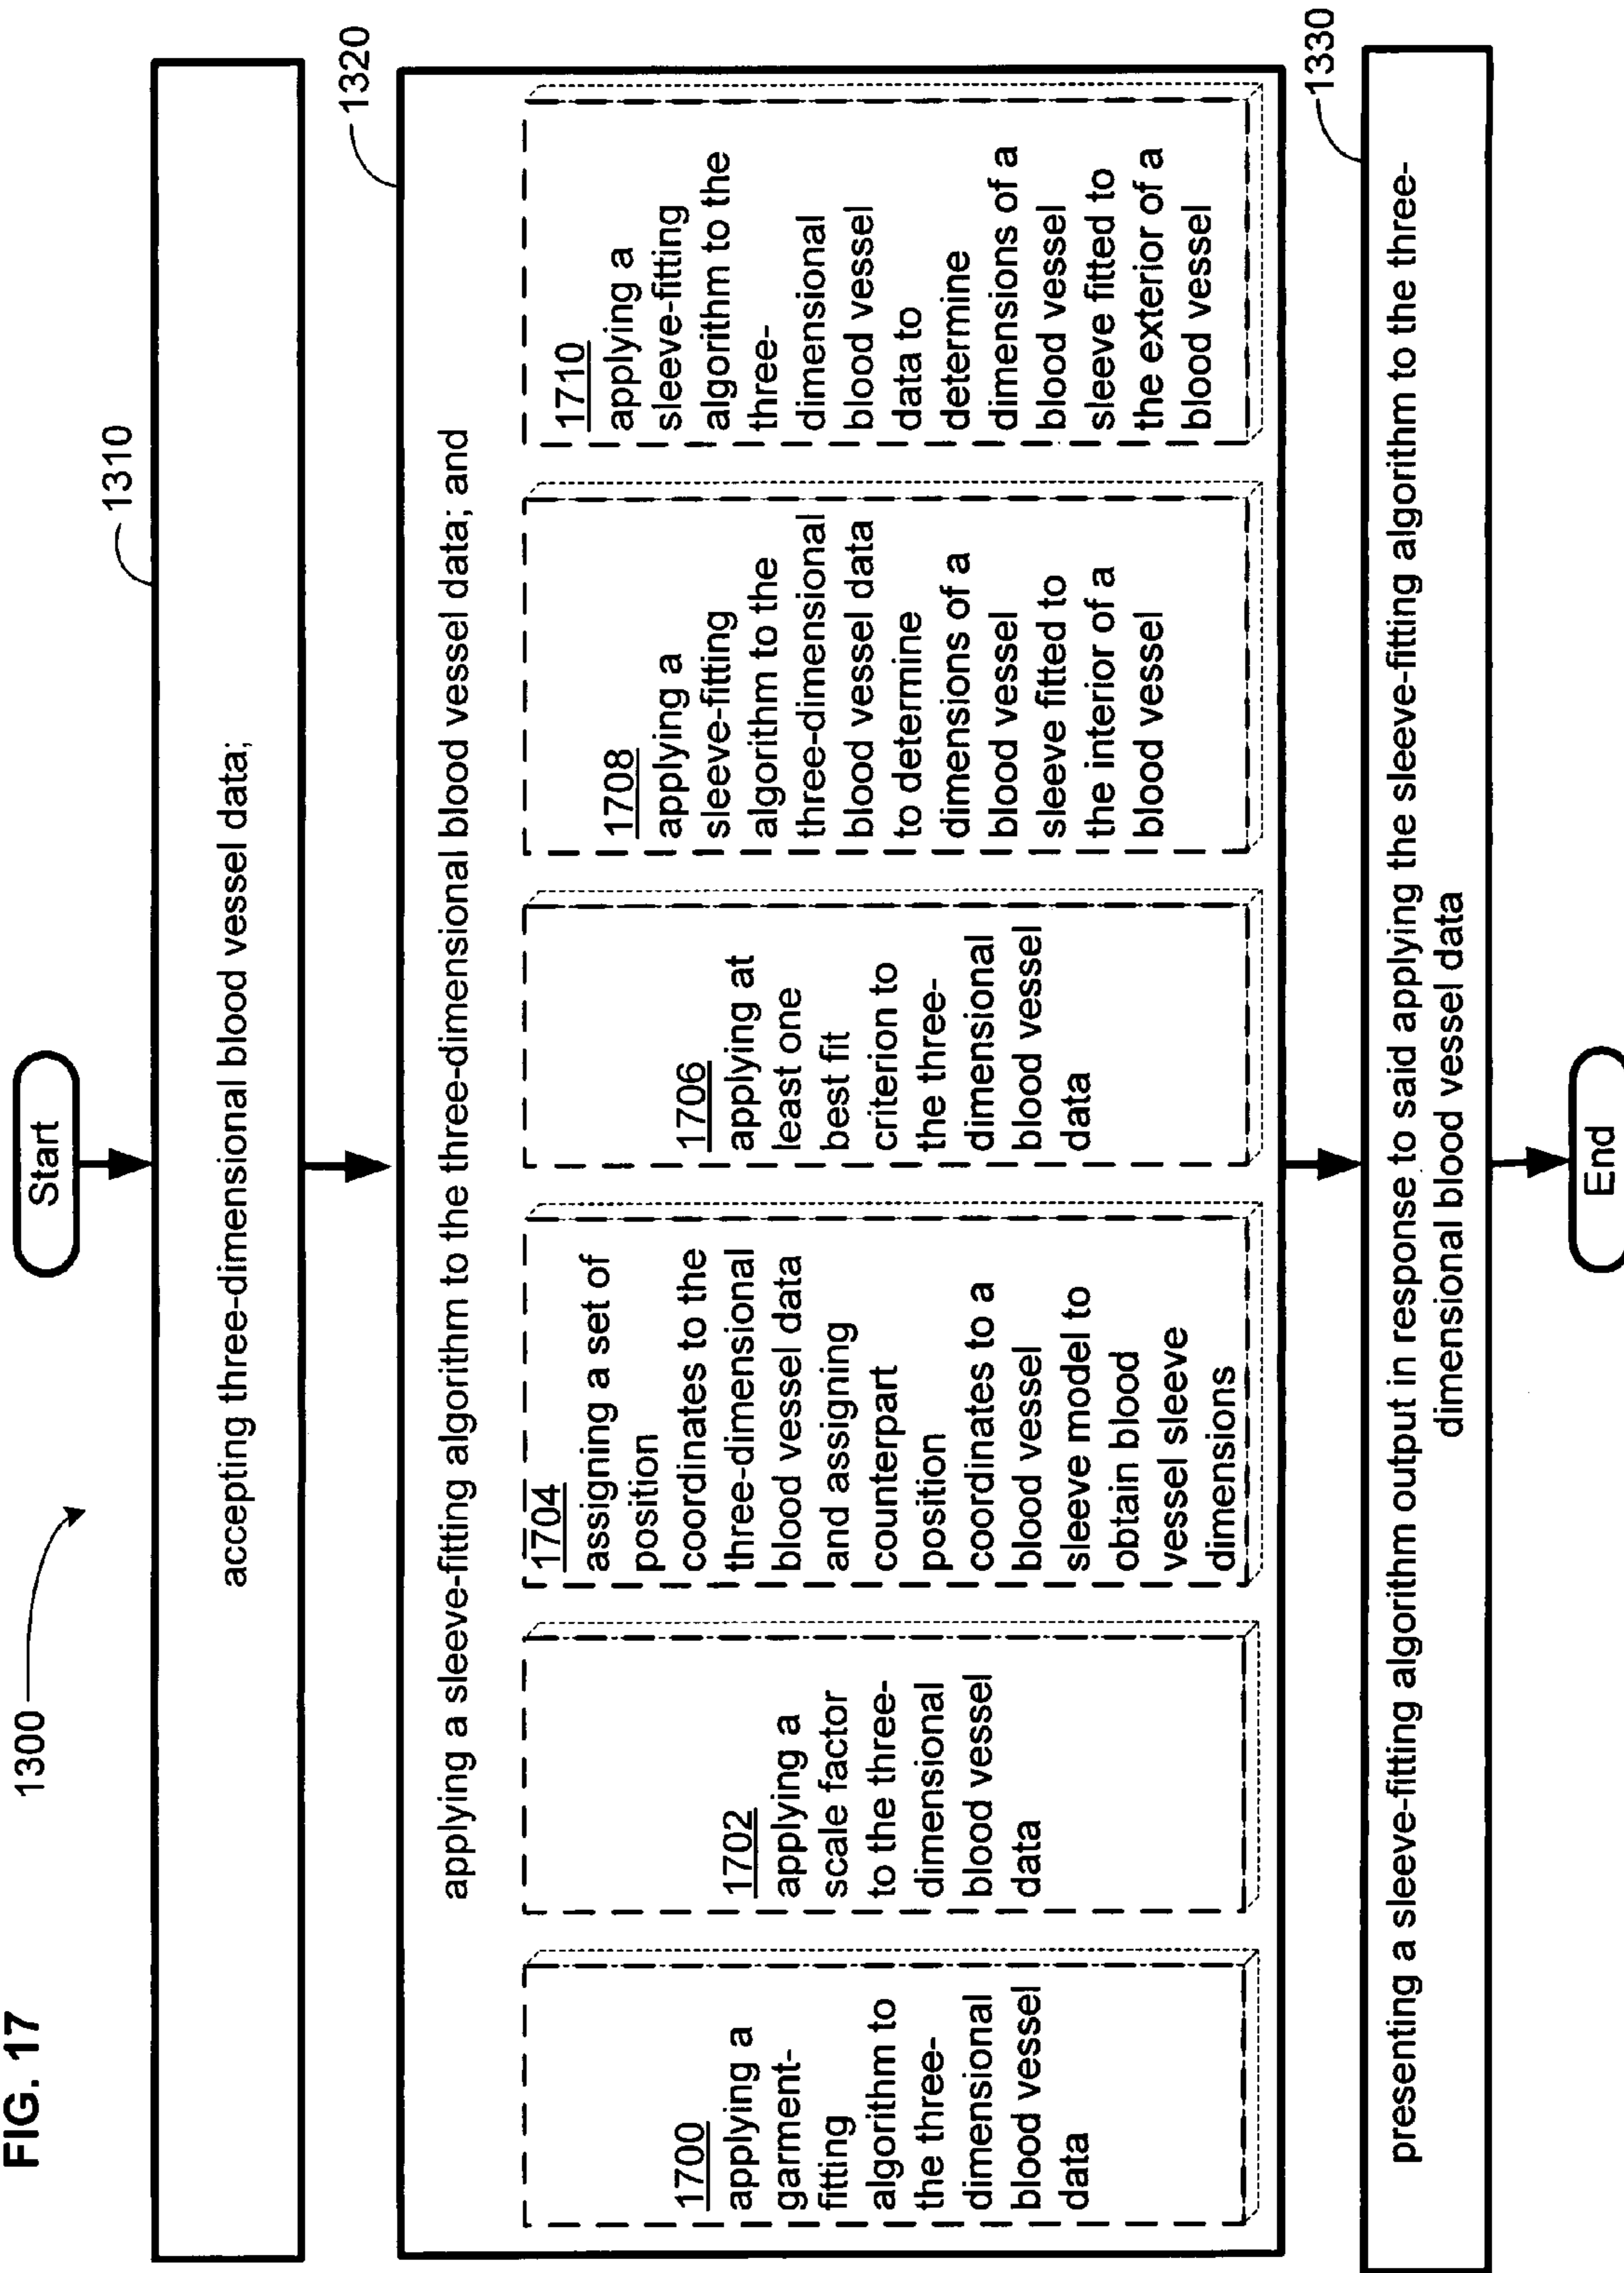 FIG. 17
1300
Start
1310
accepting three-dimensional blood vessel data;
1320
applying a sleeve-fitting algorithm to the three-dimensional blood vessel data; and
1700
applying a
garment-
fitting
algorithm to
the three-
dimensional
blood vessel
data
1702
applying a
scale factor
to the three-
dimensional
blood vessel
data
1704
assigning a set of
position
coordinates to the
three-dimensional
blood vessel data
and assigning
counterpart
position
coordinates to a
blood vessel
sleeve model to
obtain blood
vessel sleeve
dimensions
1706
applying at
least one
best fit
criterion to
the three-
dimensional
blood vessel
data
1708
applying a
sleeve-fitting
algorithm to the
three-dimensional
blood vessel data
to determine
dimensions of a
blood vessel
sleeve fitted to
the interior of a
blood vessel
1710
applying a
sleeve-fitting
algorithm to the
three-
dimensional
blood vessel
data to
determine
dimensions of a
blood vessel
sleeve fitted to
the exterior of a
blood vessel
1330
presenting a sleeve-fitting algorithm output in response to said applying the sleeve-fitting algorithm to the three-
dimensional blood vessel data
End